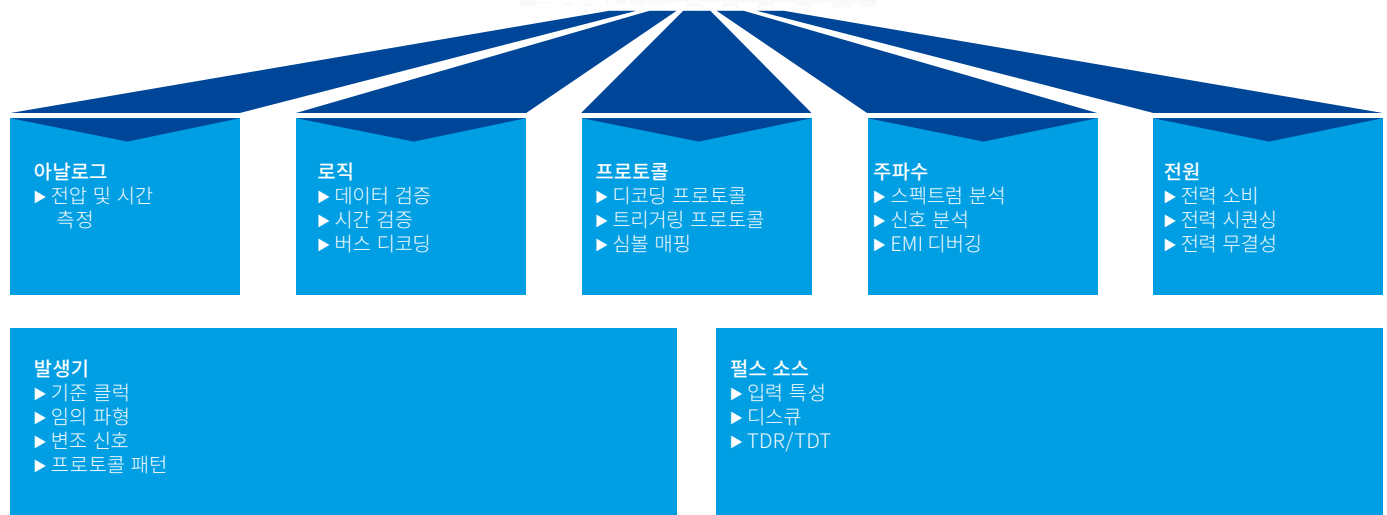 아날로그
▶ 전압 및 시간
측정
로직
▶ 데이터 검증
▶ 시간 검증
▶ 버스 디코딩
프로토콜
▶ 디코딩 프로토콜
▶ 트리거링 프로토콜
▶ 심볼 매핑
주파수
▶ 스펙트럼 분석
▶ 신호 분석
▶ EMI 디버깅
전원
▶ 전력 소비
▶ 전력 시퀀싱
▶ 전력 무결성
발생기
▶ 기준 클럭
▶ 임의 파형
▶ 변조 신호
▶ 프로토콜 패턴
펄스 소스
▶ 입력 특성
▶ 디스큐
▶ TDR/TDT